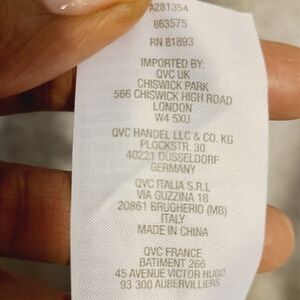 A281354
863575
RN 81893
IMPORTED BY:
QVC UK
CHISWICK PARK
566 CHISWICK HIGH ROAD
LONDON
W4 5XU
QVC HANDEL LLC & CO. KG
PLOCKSTR. 30
40221 DUSSELDORF
GERMANY
QVC ITALIA S.R.L
VIA GUZZINA 18
20861 BRUGHERIO (MB)
ITALY
MADE IN CHINA
QVC FRANCE
BATIMENT 266
45 AVENUE VICTOR HUGO
93 300 AUBERVILLIERS